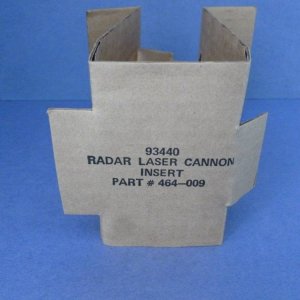 93440
RADAR LASER CANNON
INSERT
PART # 464-009